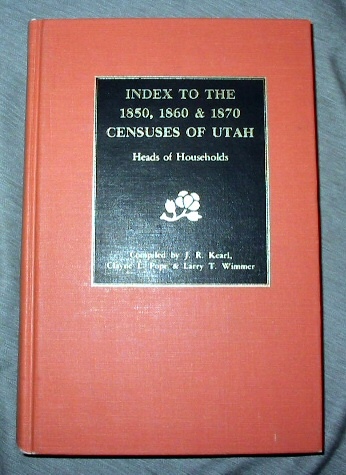 INDEX TO THE
1850, 1860 & 1870
CENSUSES OF UTAH
Heads of Households
Compiled by J. R. Kearl,
Clayne L. Pope & Larry T. Wimmer